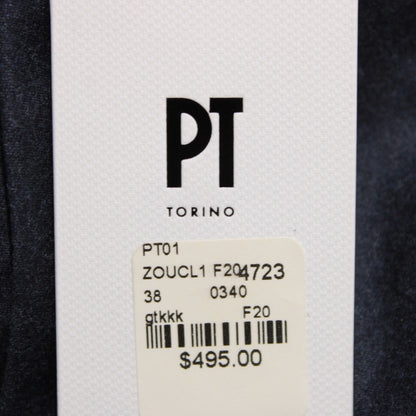 PT
TORINO
PT01
ZOUCL1 F20 4723
38 0340
gtkkk F20
$495.00